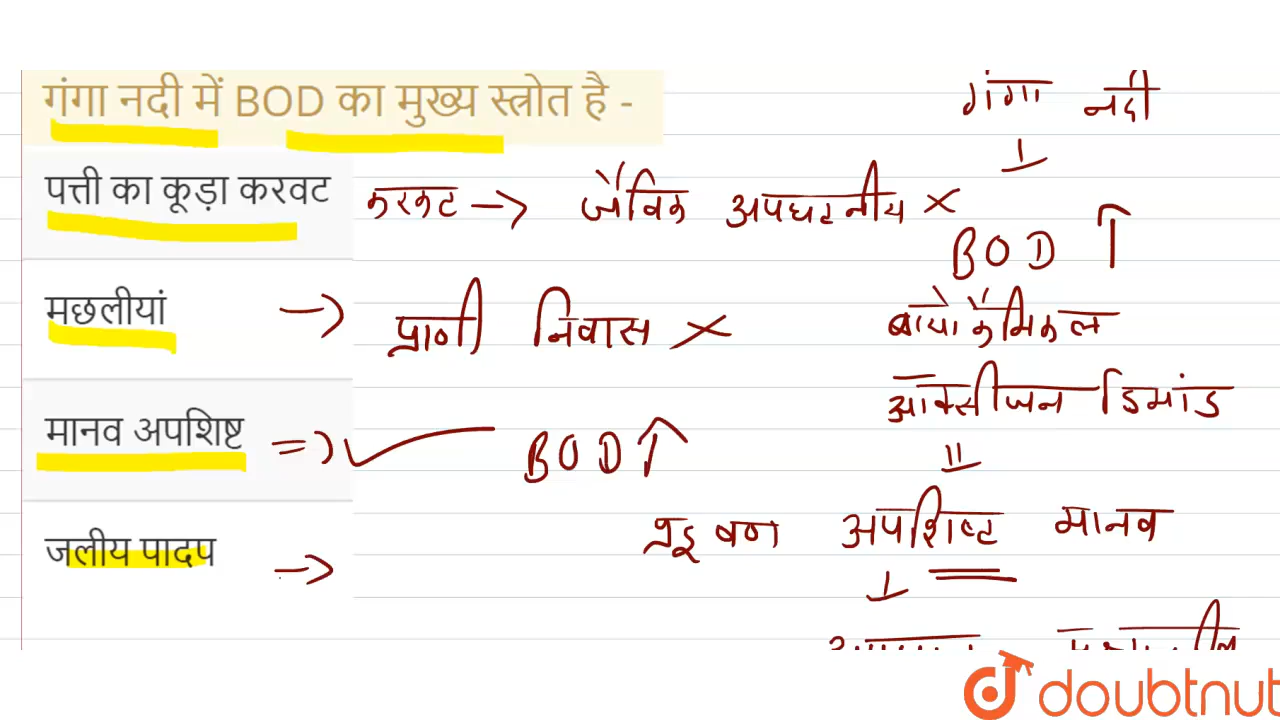 गंगा नदी में BOD का मुख्य स्त्रोत है -
पत्ती का कूड़ा करवट
करकट → जैविक अपघटनीय ×
मछलीयां
→ प्राणी निवास ×
मानव अपशिष्ट
⇒ ✓ BOD ↑
जलीय पादप
→
गंगा नदी
↓
BOD ↑
बायोकैमिकल
ऑक्सीजन डिमांड
॥
प्रदूषण अपशिष्ट मानव
↓
doubtnut